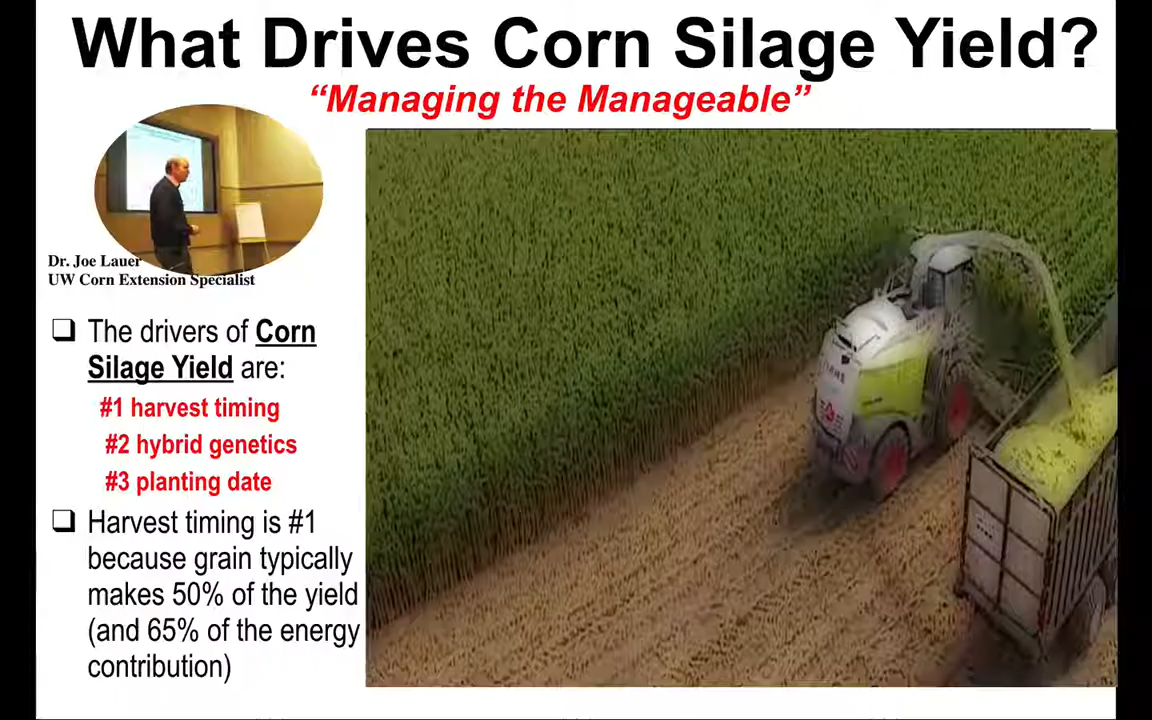 What Drives Corn Silage Yield?
“Managing the Manageable”
Dr. Joe Lauer
UW Corn Extension Specialist
❑ The drivers of Corn
Silage Yield are:
#1 harvest timing
#2 hybrid genetics
#3 planting date
❑ Harvest timing is #1
because grain typically
makes 50% of the yield
(and 65% of the energy
contribution)